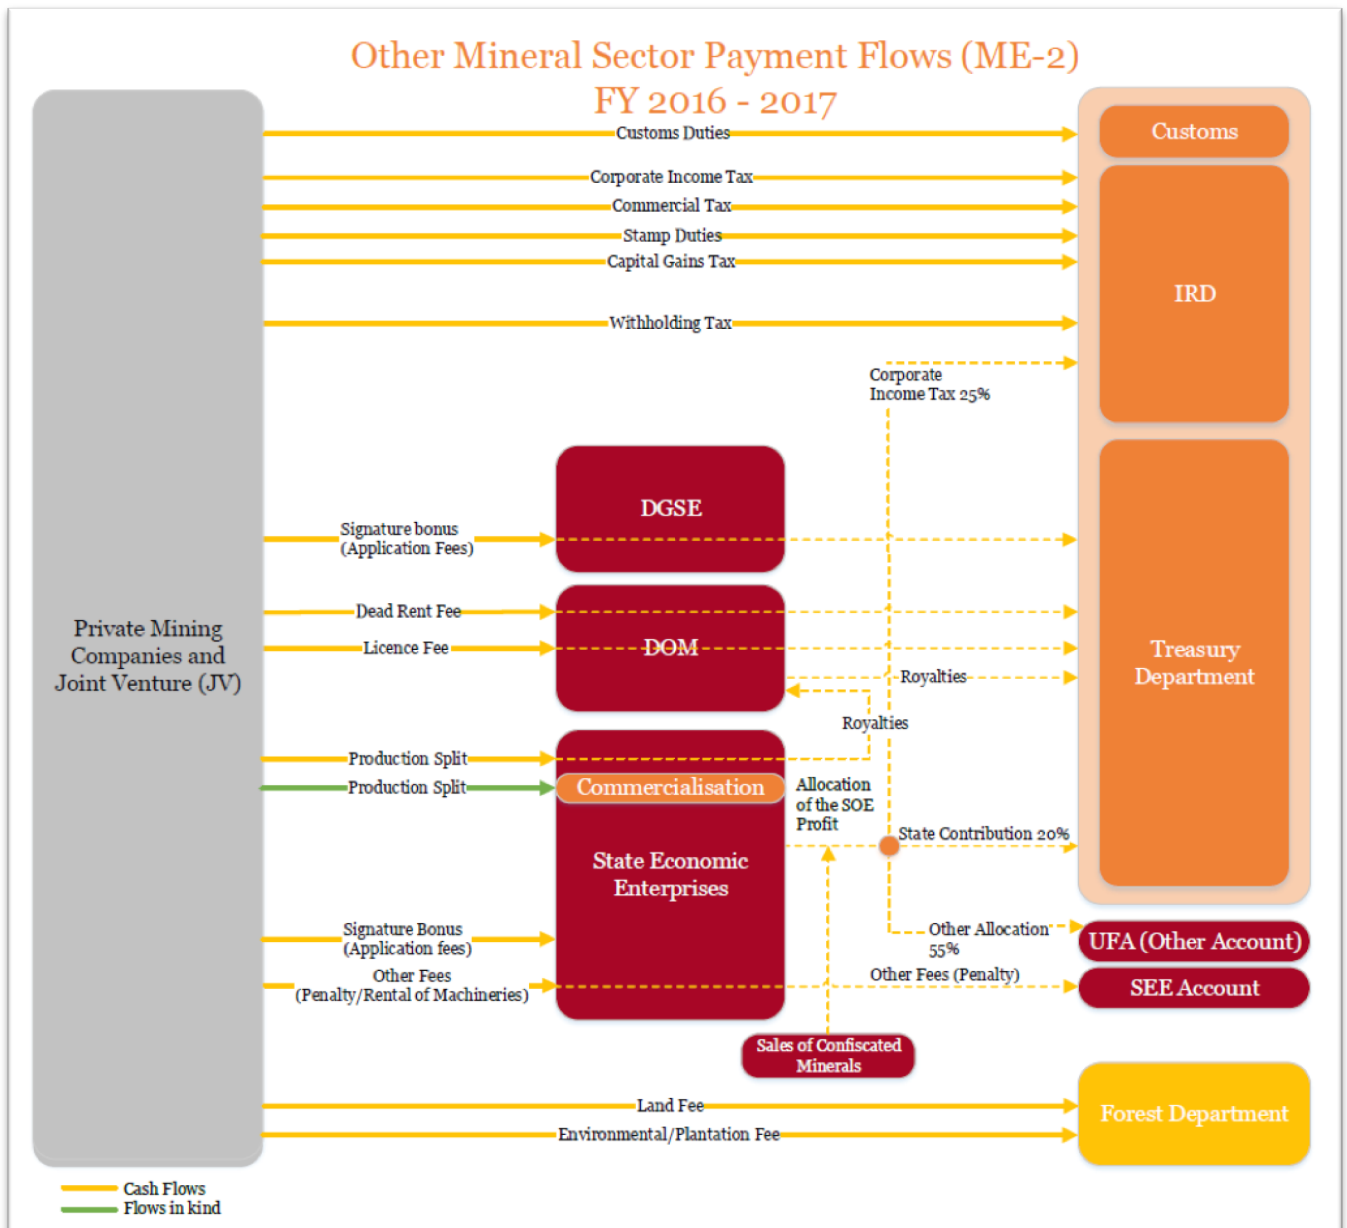 Other Mineral Sector Payment Flows (ME-2)
FY 2016 - 2017
Customs Duties
Customs
Corporate Income Tax
Commercial Tax
Stamp Duties
Capital Gains Tax
IRD
Withholding Tax
Corporate
Income Tax 25%
DGSE
Signature bonus
(Application Fees)
Dead Rent Fee
Licence Fee
DOM
Private Mining
Companies and
Joint Venture (JV)
Treasury
Department
Royalties
Royalties
Production Split
Production Split
Commercialisation
Allocation
of the SOE
Profit
State Contribution 20%
State Economic
Enterprises
Signature Bonus
(Application fees)
Other Allocation
55%
UFA (Other Account)
Other Fees
(Penalty/Rental of Machineries)
Other Fees (Penalty)
SEE Account
Sales of Confiscated
Minerals
Land Fee
Environmental/Plantation Fee
Forest Department
Cash Flows
Flows in kind